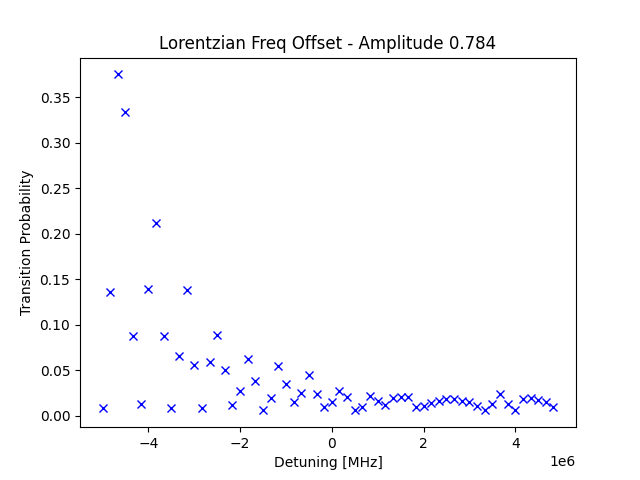 Lorentzian Freq Offset - Amplitude 0.784
Transition Probability
0.35
0.30
0.25
0.20
0.15
0.10
0.05
0.00
−4 −2 0 2 4
1e6
Detuning [MHz]